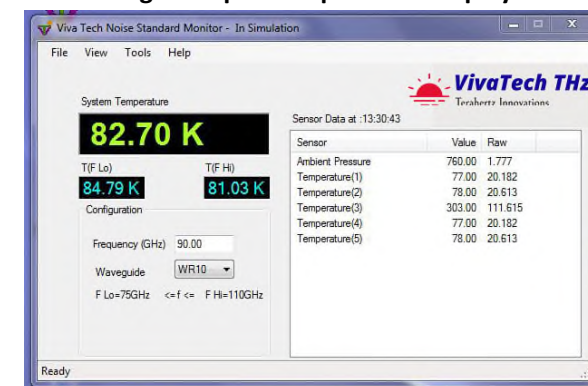 Viva Tech Noise Standard Monitor - In Simulation
File View Tools Help
VivaTech THz
Terahertz Innovations
System Temperature
82.70 K
T(F Lo) T(F Hi)
84.79 K 81.03 K
Configuration
Frequency (GHz) 90.00
Waveguide WR10
F Lo=75GHz <=f <= F Hi=110GHz
Sensor Data at :13:30:43
Sensor Value Raw
Ambient Pressure 760.00 1.777
Temperature(1) 77.00 20.182
Temperature(2) 78.00 20.613
Temperature(3) 303.00 111.615
Temperature(4) 77.00 20.182
Temperature(5) 78.00 20.613
Ready